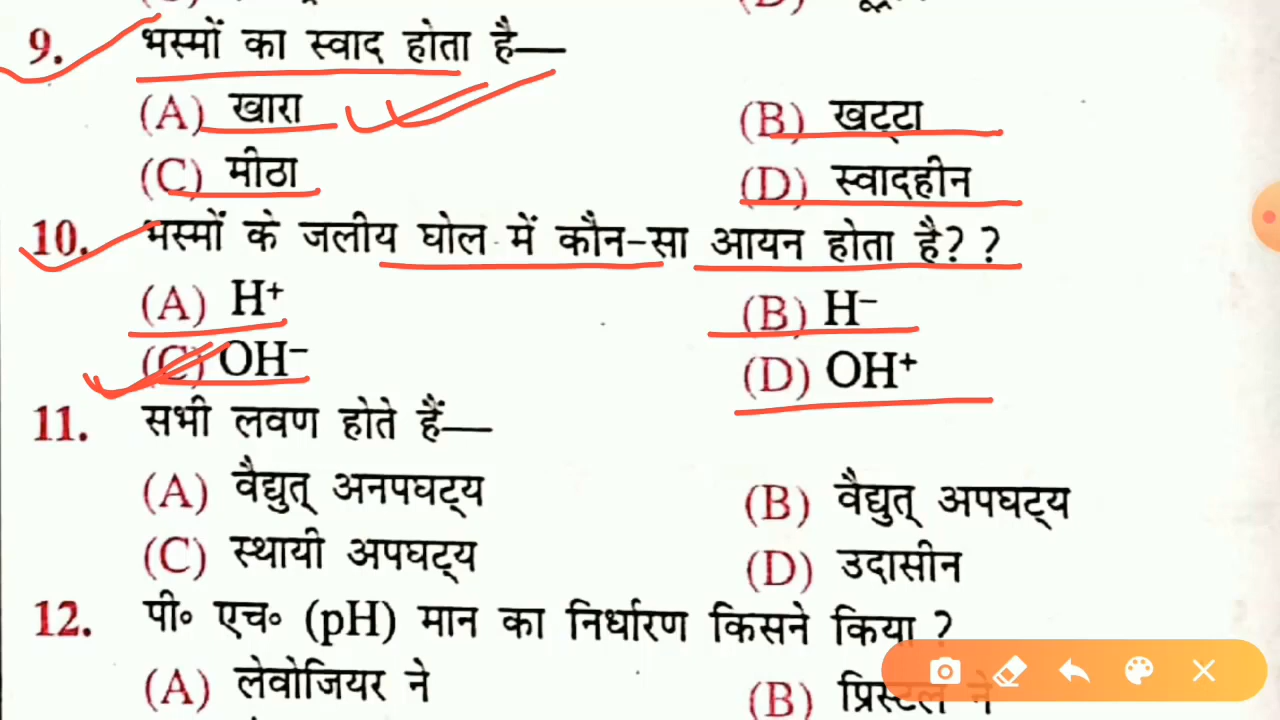 9. भस्मों का स्वाद होता है—
(A) खारा (B) खट्टा
(C) मीठा (D) स्वादहीन
10. भस्मों के जलीय घोल में कौन-सा आयन होता है? ?
(A) H⁺ (B) H⁻
(C) OH⁻ (D) OH⁺
11. सभी लवण होते हैं—
(A) वैद्युत् अनपघट्य (B) वैद्युत् अपघट्य
(C) स्थायी अपघट्य (D) उदासीन
12. पी॰ एच॰ (pH) मान का निर्धारण किसने किया ?
(A) लेवोजियर ने (B) प्रिस्टले ने